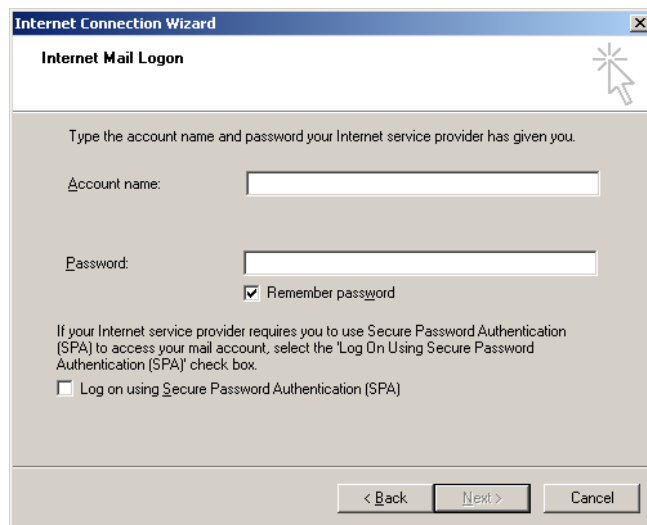 Internet Connection Wizard
Internet Mail Logon
Type the account name and password your Internet service provider has given you.
Account name:
Password:
Remember password
If your Internet service provider requires you to use Secure Password Authentication
(SPA) to access your mail account, select the 'Log On Using Secure Password
Authentication (SPA)' check box.
Log on using Secure Password Authentication (SPA)
< Back Next > Cancel